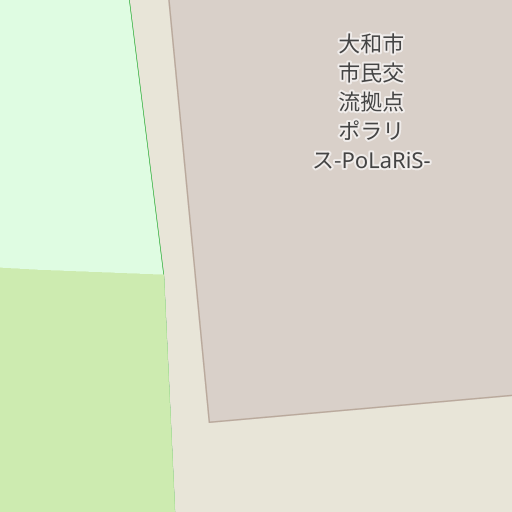 大和市
市民交
流拠点
ポラリ
ス-PoLaRiS-